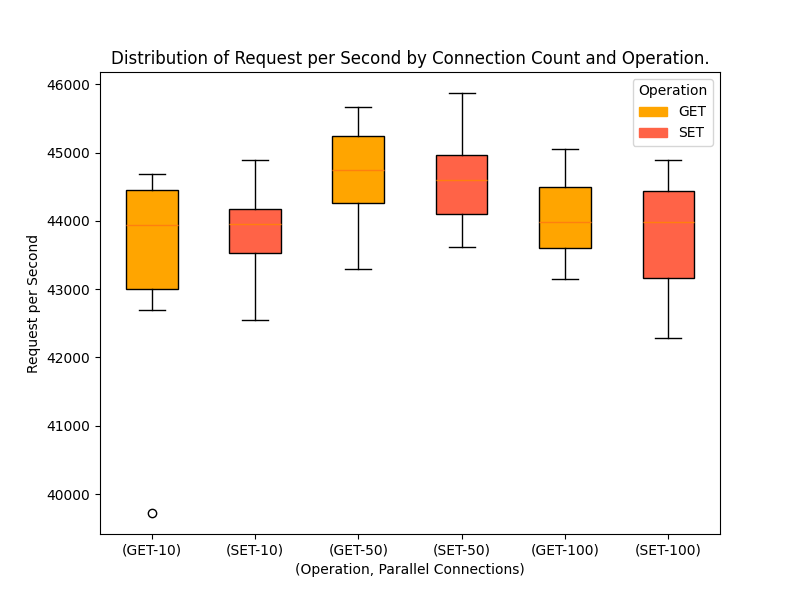 Distribution of Request per Second by Connection Count and Operation.
Operation
GET
SET
46000
45000
44000
43000
42000
41000
40000
Request per Second
(GET-10) (SET-10) (GET-50) (SET-50) (GET-100) (SET-100)
(Operation, Parallel Connections)